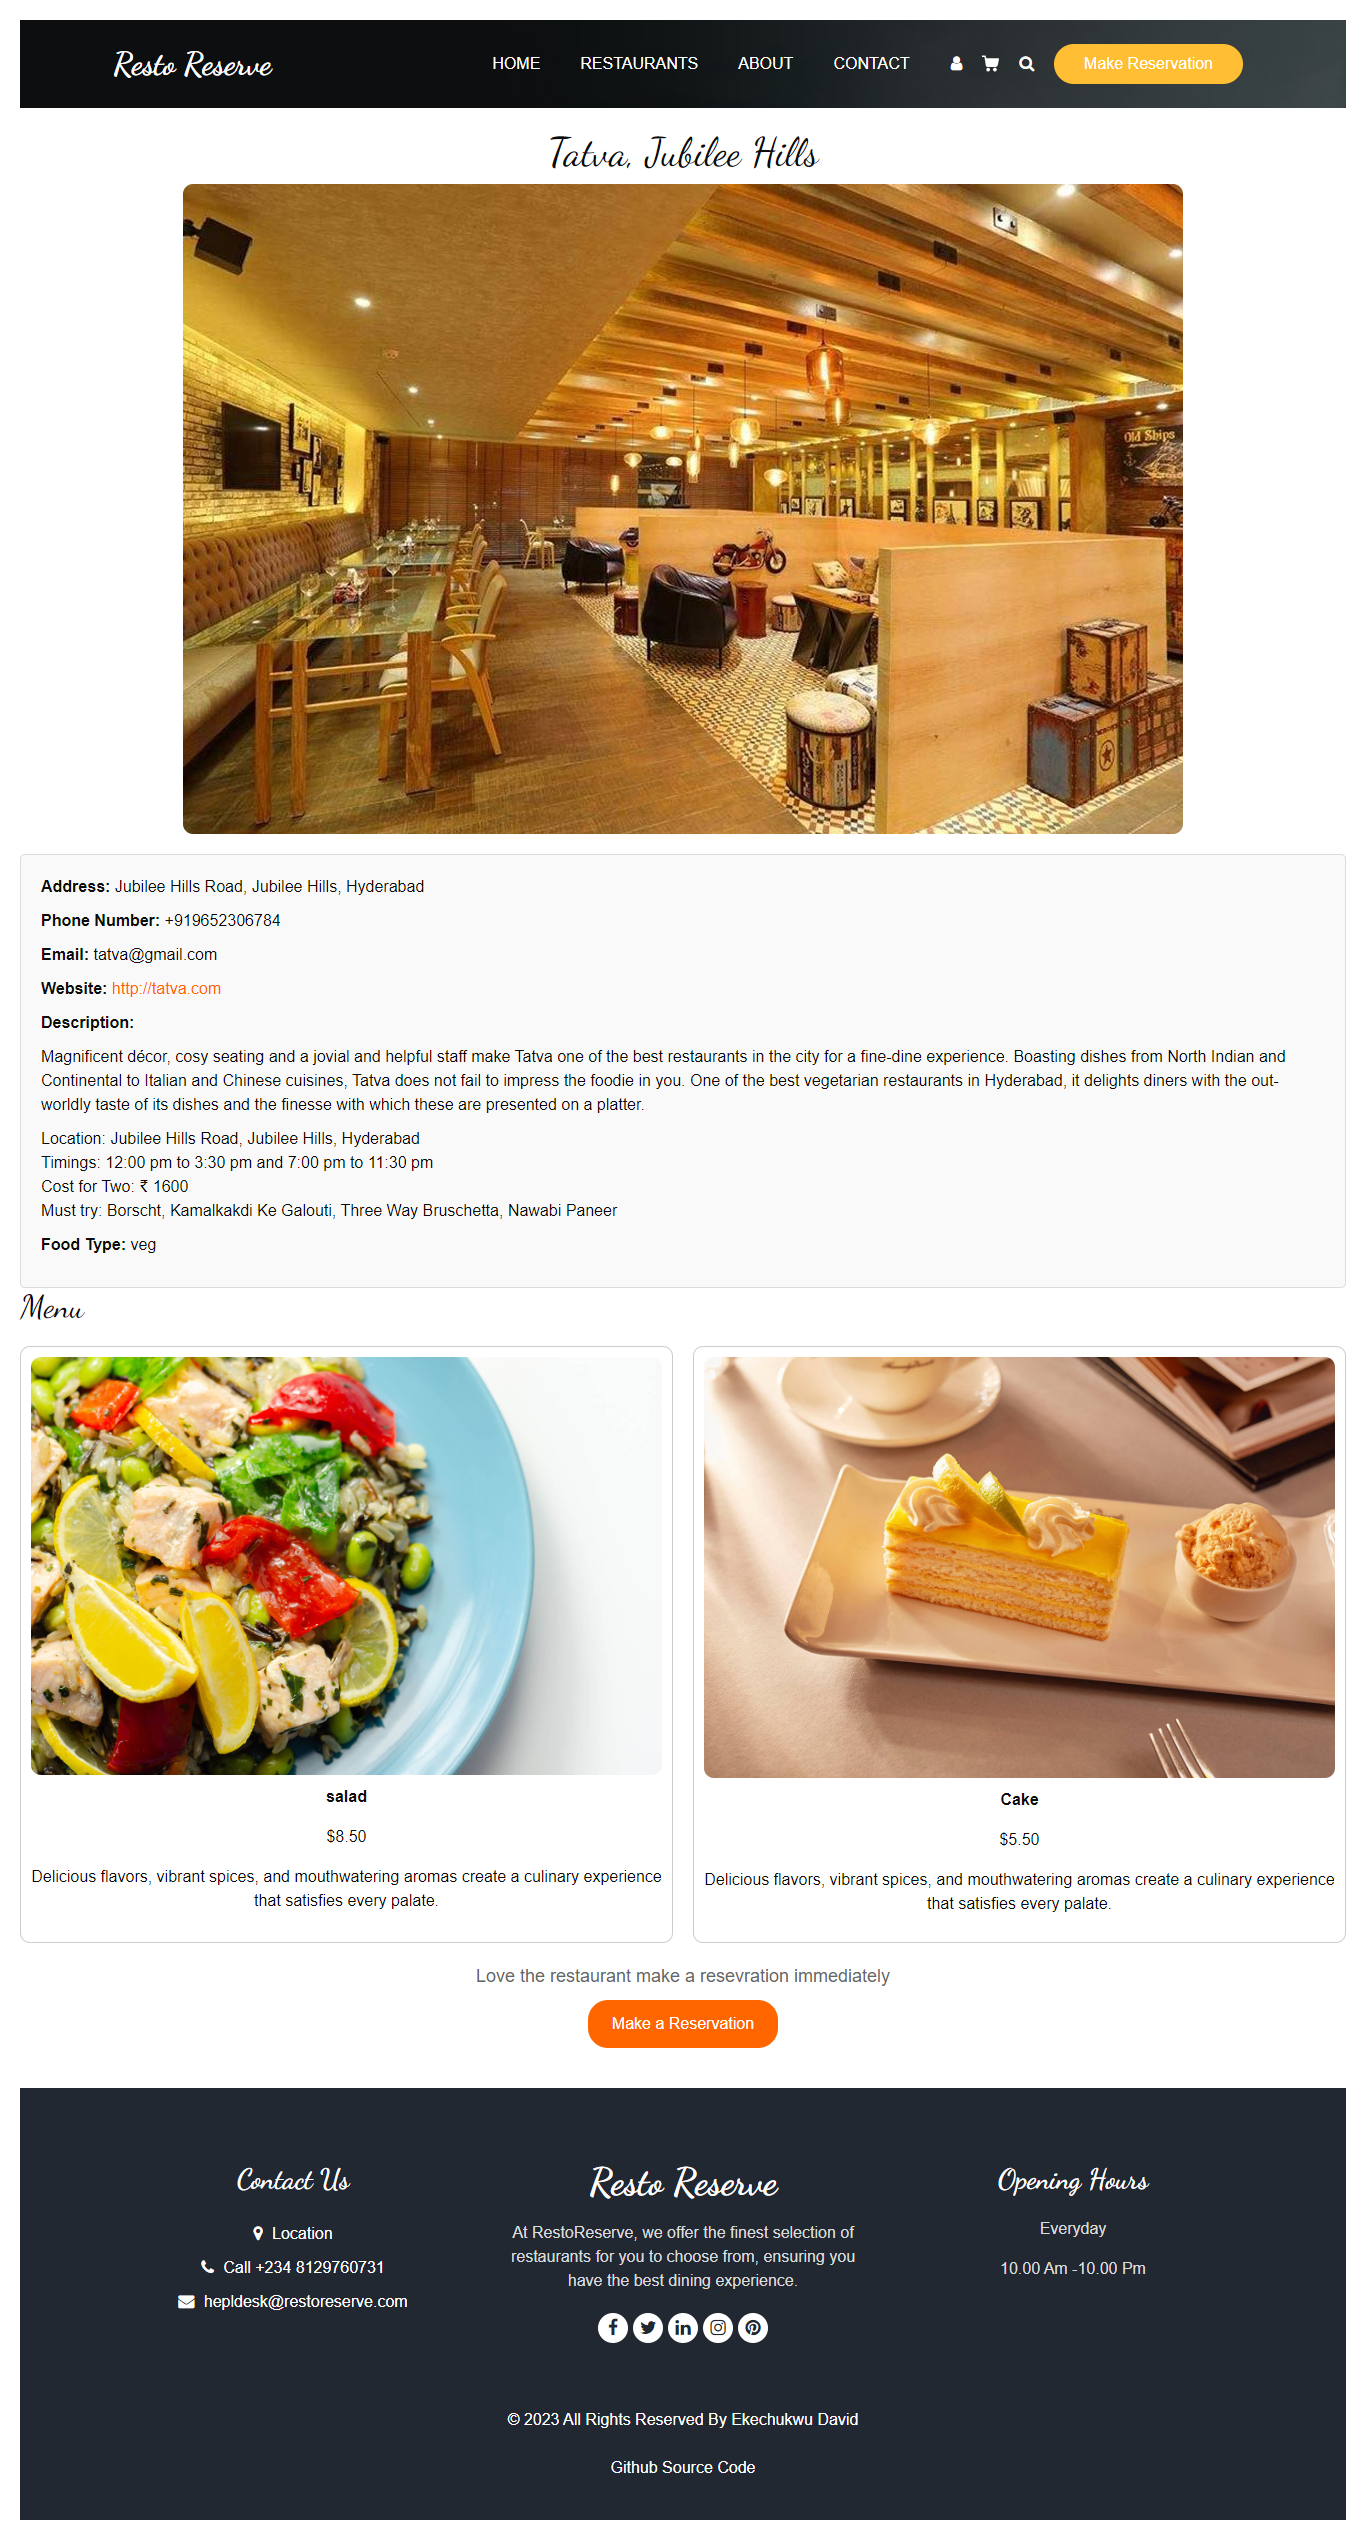 Resto Reserve
HOME RESTAURANTS ABOUT CONTACT Make Reservation
Tatva, Jubilee Hills
Old Ships
Address: Jubilee Hills Road, Jubilee Hills, Hyderabad
Phone Number: +919652306784
Email: tatva@gmail.com
Website: http://tatva.com
Description:
Magnificent décor, cosy seating and a jovial and helpful staff make Tatva one of the best restaurants in the city for a fine-dine experience. Boasting dishes from North Indian and
Continental to Italian and Chinese cuisines, Tatva does not fail to impress the foodie in you. One of the best vegetarian restaurants in Hyderabad, it delights diners with the out-
worldly taste of its dishes and the finesse with which these are presented on a platter.
Location: Jubilee Hills Road, Jubilee Hills, Hyderabad
Timings: 12:00 pm to 3:30 pm and 7:00 pm to 11:30 pm
Cost for Two: ₹ 1600
Must try: Borscht, Kamalkakdi Ke Galouti, Three Way Bruschetta, Nawabi Paneer
Food Type: veg
Menu
salad
$8.50
Delicious flavors, vibrant spices, and mouthwatering aromas create a culinary experience
that satisfies every palate.
Cake
$5.50
Delicious flavors, vibrant spices, and mouthwatering aromas create a culinary experience
that satisfies every palate.
Love the restaurant make a resevration immediately
Make a Reservation
Contact Us
Location
Call +234 8129760731
hepldesk@restoreserve.com
Resto Reserve
At RestoReserve, we offer the finest selection of
restaurants for you to choose from, ensuring you
have the best dining experience.
Opening Hours
Everyday
10.00 Am -10.00 Pm
© 2023 All Rights Reserved By Ekechukwu David
Github Source Code